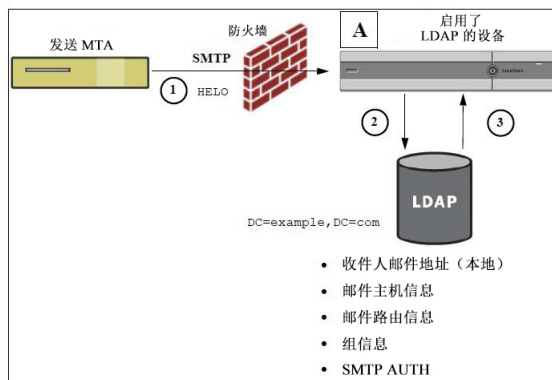 发送 MTA
防火墙
A
启用了
LDAP 的设备
SMTP
1
HELO
2
3
LDAP
DC=example,DC=com
• 收件人邮件地址（本地）
• 邮件主机信息
• 邮件路由信息
• 组信息
• SMTP AUTH